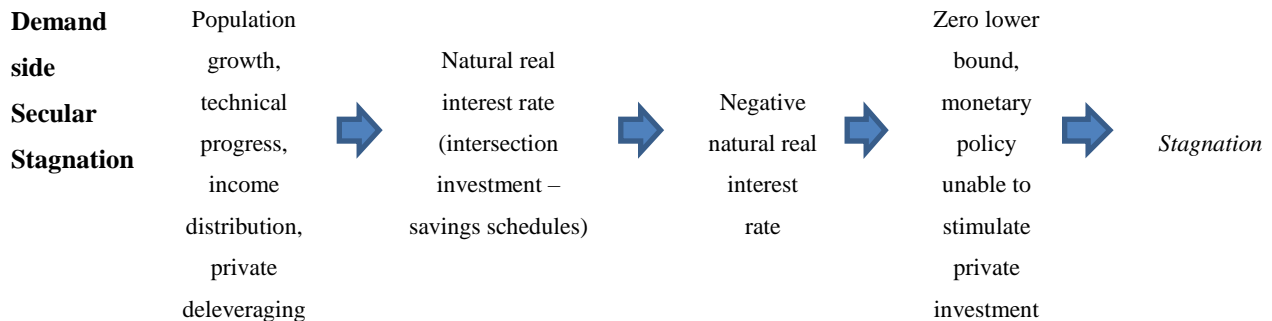 Demand
side
Secular
Stagnation
Population
growth,
technical
progress,
income
distribution,
private
deleveraging
Natural real
interest rate
(intersection
investment –
savings schedules)
Negative
natural real
interest
rate
Zero lower
bound,
monetary
policy
unable to
stimulate
private
investment
Stagnation